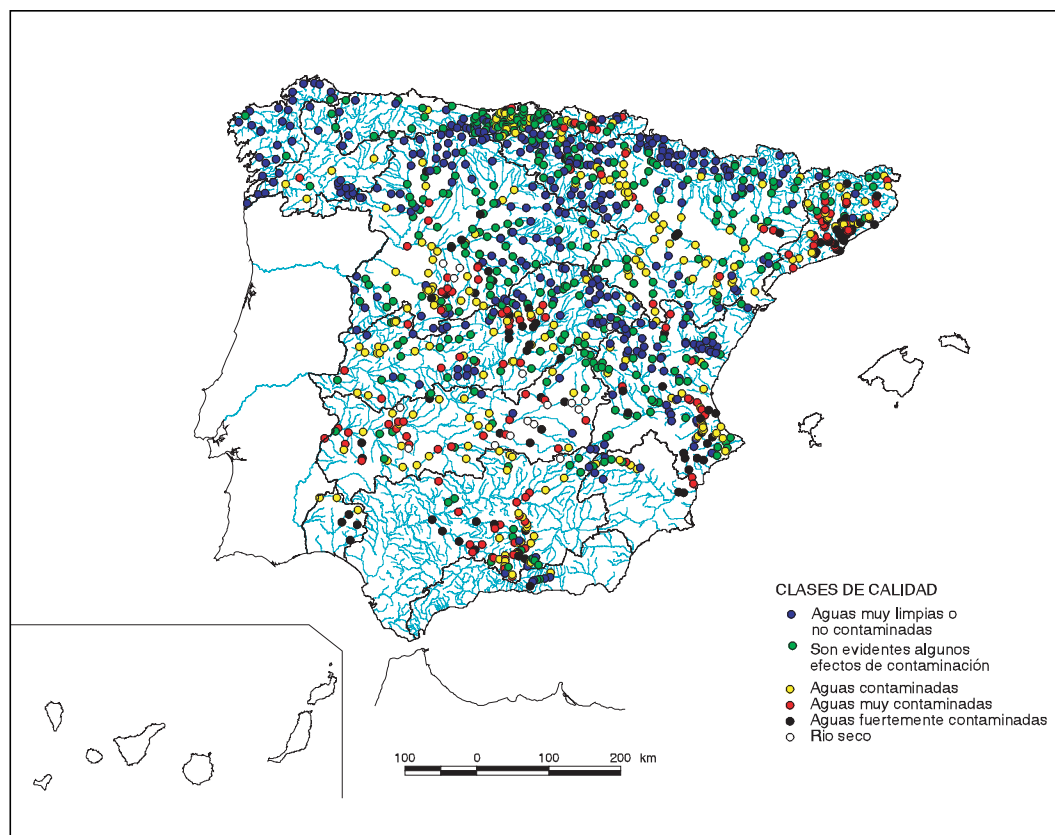 CLASES DE CALIDAD
Aguas muy limpias o
no contaminadas
Son evidentes algunos
efectos de contaminación
Aguas contaminadas
Aguas muy contaminadas
Aguas fuertemente contaminadas
Río seco
100 0 100 200 km